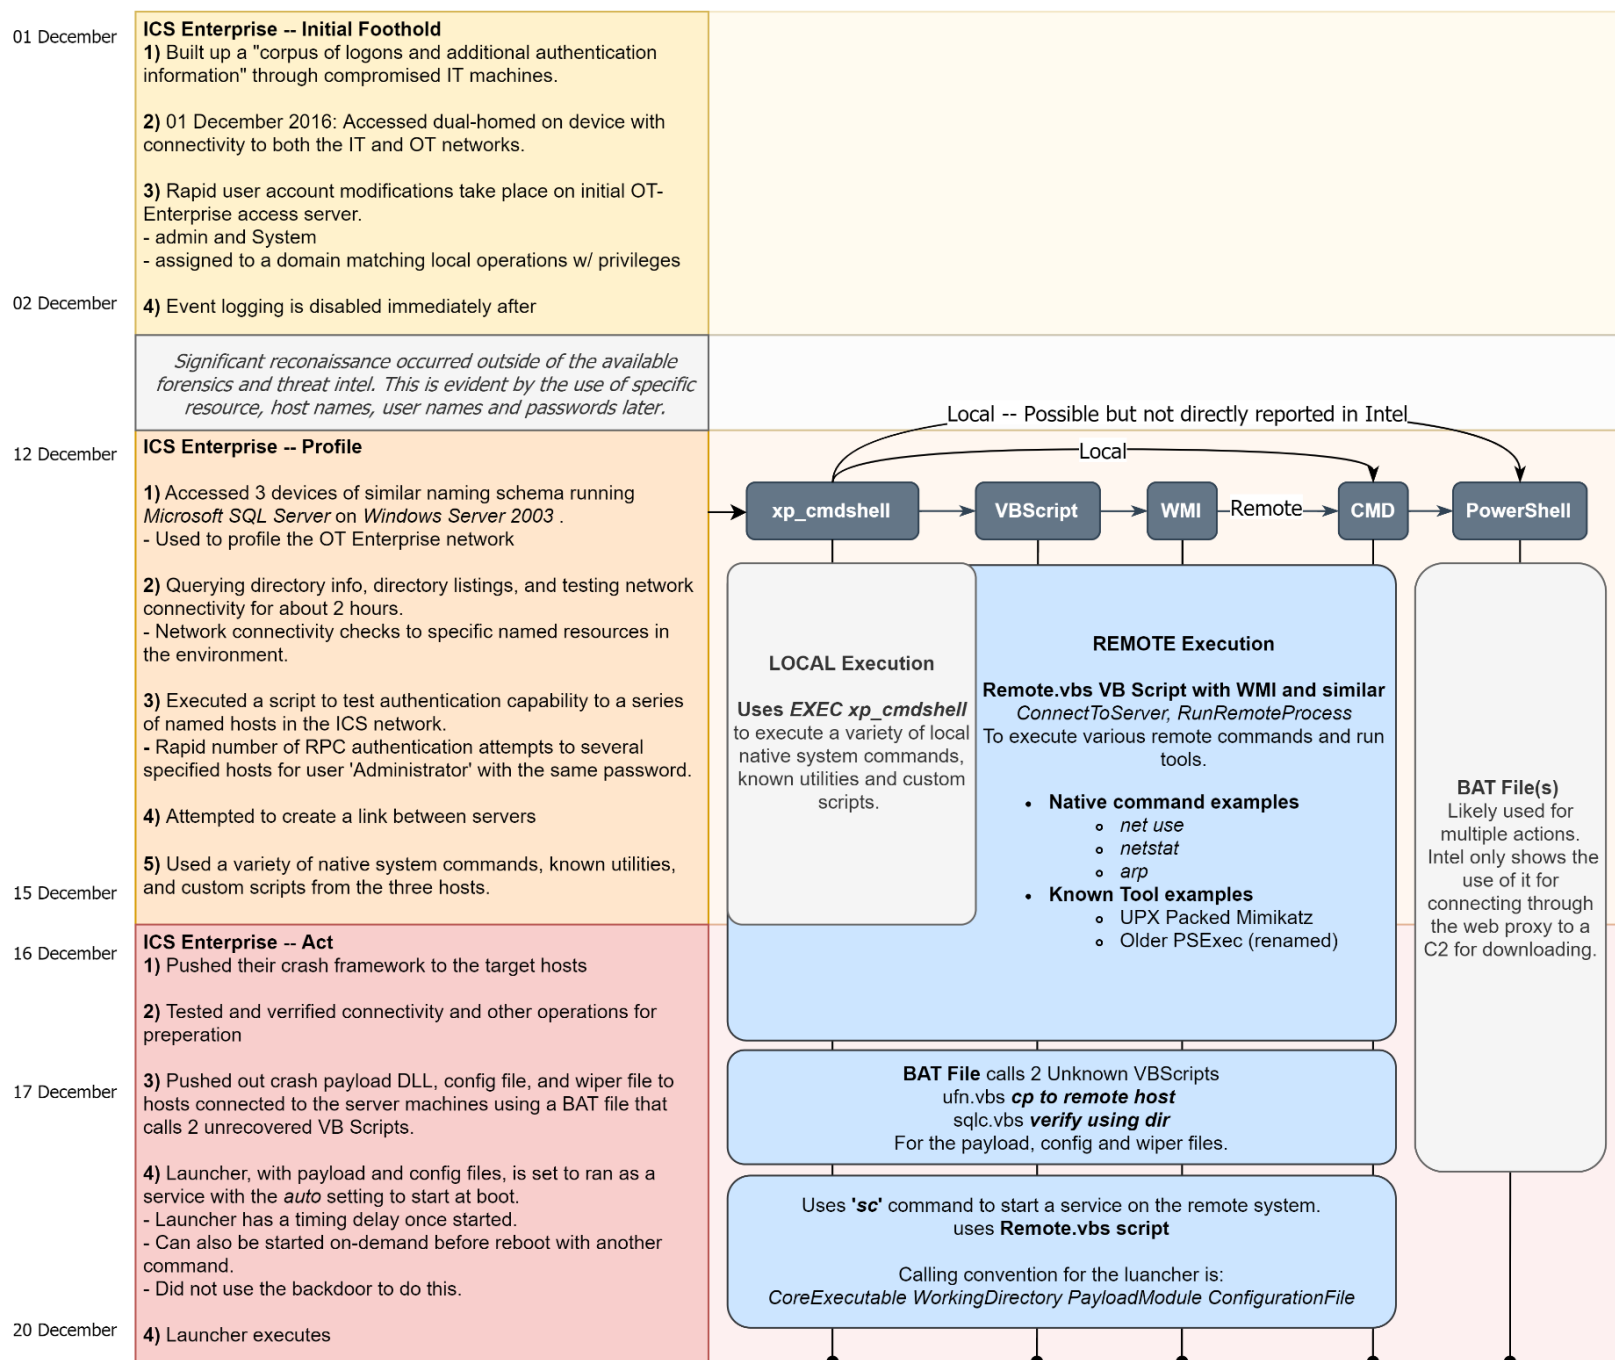 01 December
ICS Enterprise -- Initial Foothold
1) Built up a "corpus of logons and additional authentication
information" through compromised IT machines.
2) 01 December 2016: Accessed dual-homed on device with
connectivity to both the IT and OT networks.
3) Rapid user account modifications take place on initial OT-
Enterprise access server.
- admin and System
- assigned to a domain matching local operations w/ privileges
02 December
4) Event logging is disabled immediately after
Significant reconaissance occurred outside of the available
forensics and threat intel. This is evident by the use of specific
resource, host names, user names and passwords later.
12 December
ICS Enterprise -- Profile
1) Accessed 3 devices of similar naming schema running
Microsoft SQL Server on Windows Server 2003 .
- Used to profile the OT Enterprise network
2) Querying directory info, directory listings, and testing network
connectivity for about 2 hours.
- Network connectivity checks to specific named resources in
the environment.
3) Executed a script to test authentication capability to a series
of named hosts in the ICS network.
- Rapid number of RPC authentication attempts to several
specified hosts for user 'Administrator' with the same password.
4) Attempted to create a link between servers
5) Used a variety of native system commands, known utilities,
and custom scripts from the three hosts.
15 December
16 December
ICS Enterprise -- Act
1) Pushed their crash framework to the target hosts
2) Tested and verrified connectivity and other operations for
preperation
17 December
3) Pushed out crash payload DLL, config file, and wiper file to
hosts connected to the server machines using a BAT file that
calls 2 unrecovered VB Scripts.
4) Launcher, with payload and config files, is set to ran as a
service with the auto setting to start at boot.
- Launcher has a timing delay once started.
- Can also be started on-demand before reboot with another
command.
- Did not use the backdoor to do this.
20 December
4) Launcher executes
Local -- Possible but not directly reported in Intel
Local
xp_cmdshell
VBScript
WMI
Remote
CMD
PowerShell
LOCAL Execution
Uses EXEC xp_cmdshell
to execute a variety of local
native system commands,
known utilities and custom
scripts.
REMOTE Execution
Remote.vbs VB Script with WMI and similar
ConnectToServer, RunRemoteProcess
To execute various remote commands and run
tools.
• Native command examples
∘ net use
∘ netstat
∘ arp
• Known Tool examples
∘ UPX Packed Mimikatz
∘ Older PSExec (renamed)
BAT File(s)
Likely used for
multiple actions.
Intel only shows the
use of it for
connecting through
the web proxy to a
C2 for downloading.
BAT File calls 2 Unknown VBScripts
ufn.vbs cp to remote host
sqlc.vbs verify using dir
For the payload, config and wiper files.
Uses 'sc' command to start a service on the remote system.
uses Remote.vbs script
Calling convention for the luancher is:
CoreExecutable WorkingDirectory PayloadModule ConfigurationFile